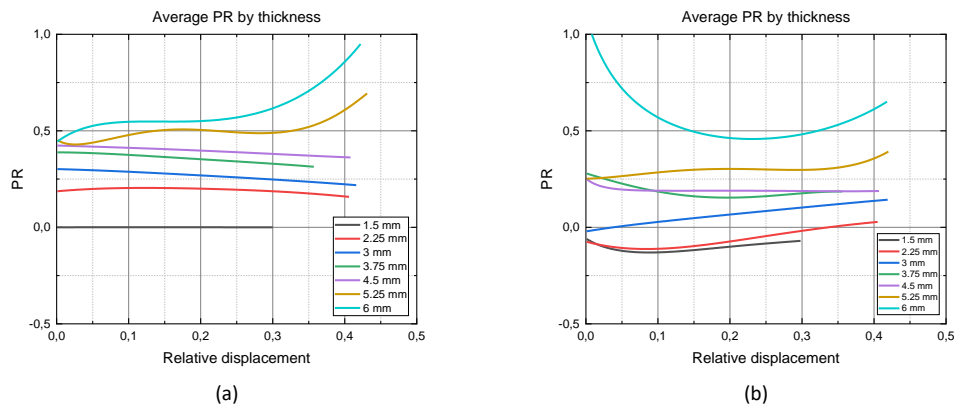 Average PR by thickness
1,0
0,5
0,0
-0,5
PR
1.5 mm
2.25 mm
3 mm
3.75 mm
4.5 mm
5.25 mm
6 mm
0,0 0,1 0,2 0,3 0,4 0,5
Relative displacement
(a)
Average PR by thickness
1,0
0,5
0,0
-0,5
PR
1.5 mm
2.25 mm
3 mm
3.75 mm
4.5 mm
5.25 mm
6 mm
0,0 0,1 0,2 0,3 0,4 0,5
Relative displacement
(b)